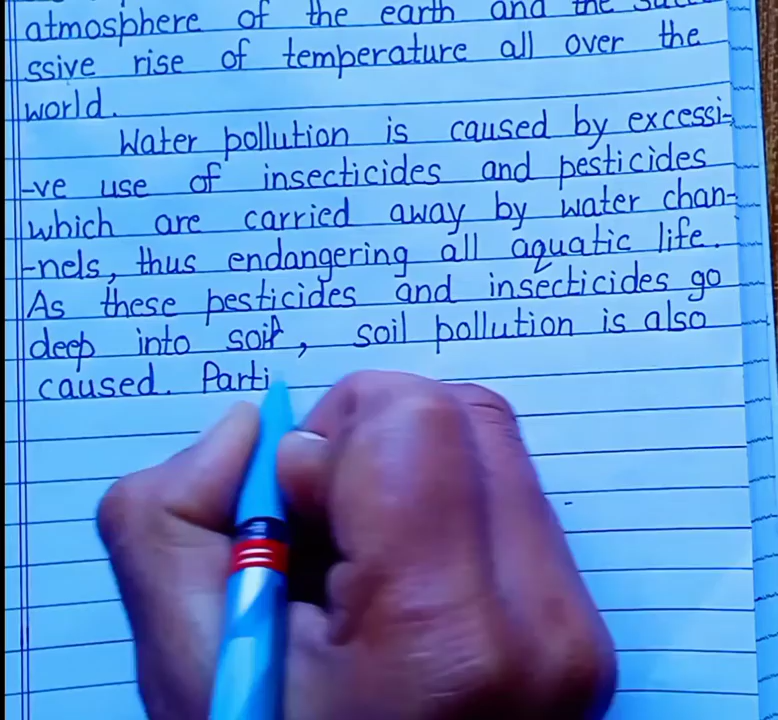 atmosphere of the earth and the
ssive rise of temperature all over the
world.
Water pollution is caused by excessi-
-ve use of insecticides and pesticides
which are carried away by water chan-
-nels, thus endangering all aquatic life.
As these pesticides and insecticides go
deep into soil, soil pollution is also
caused. Parti